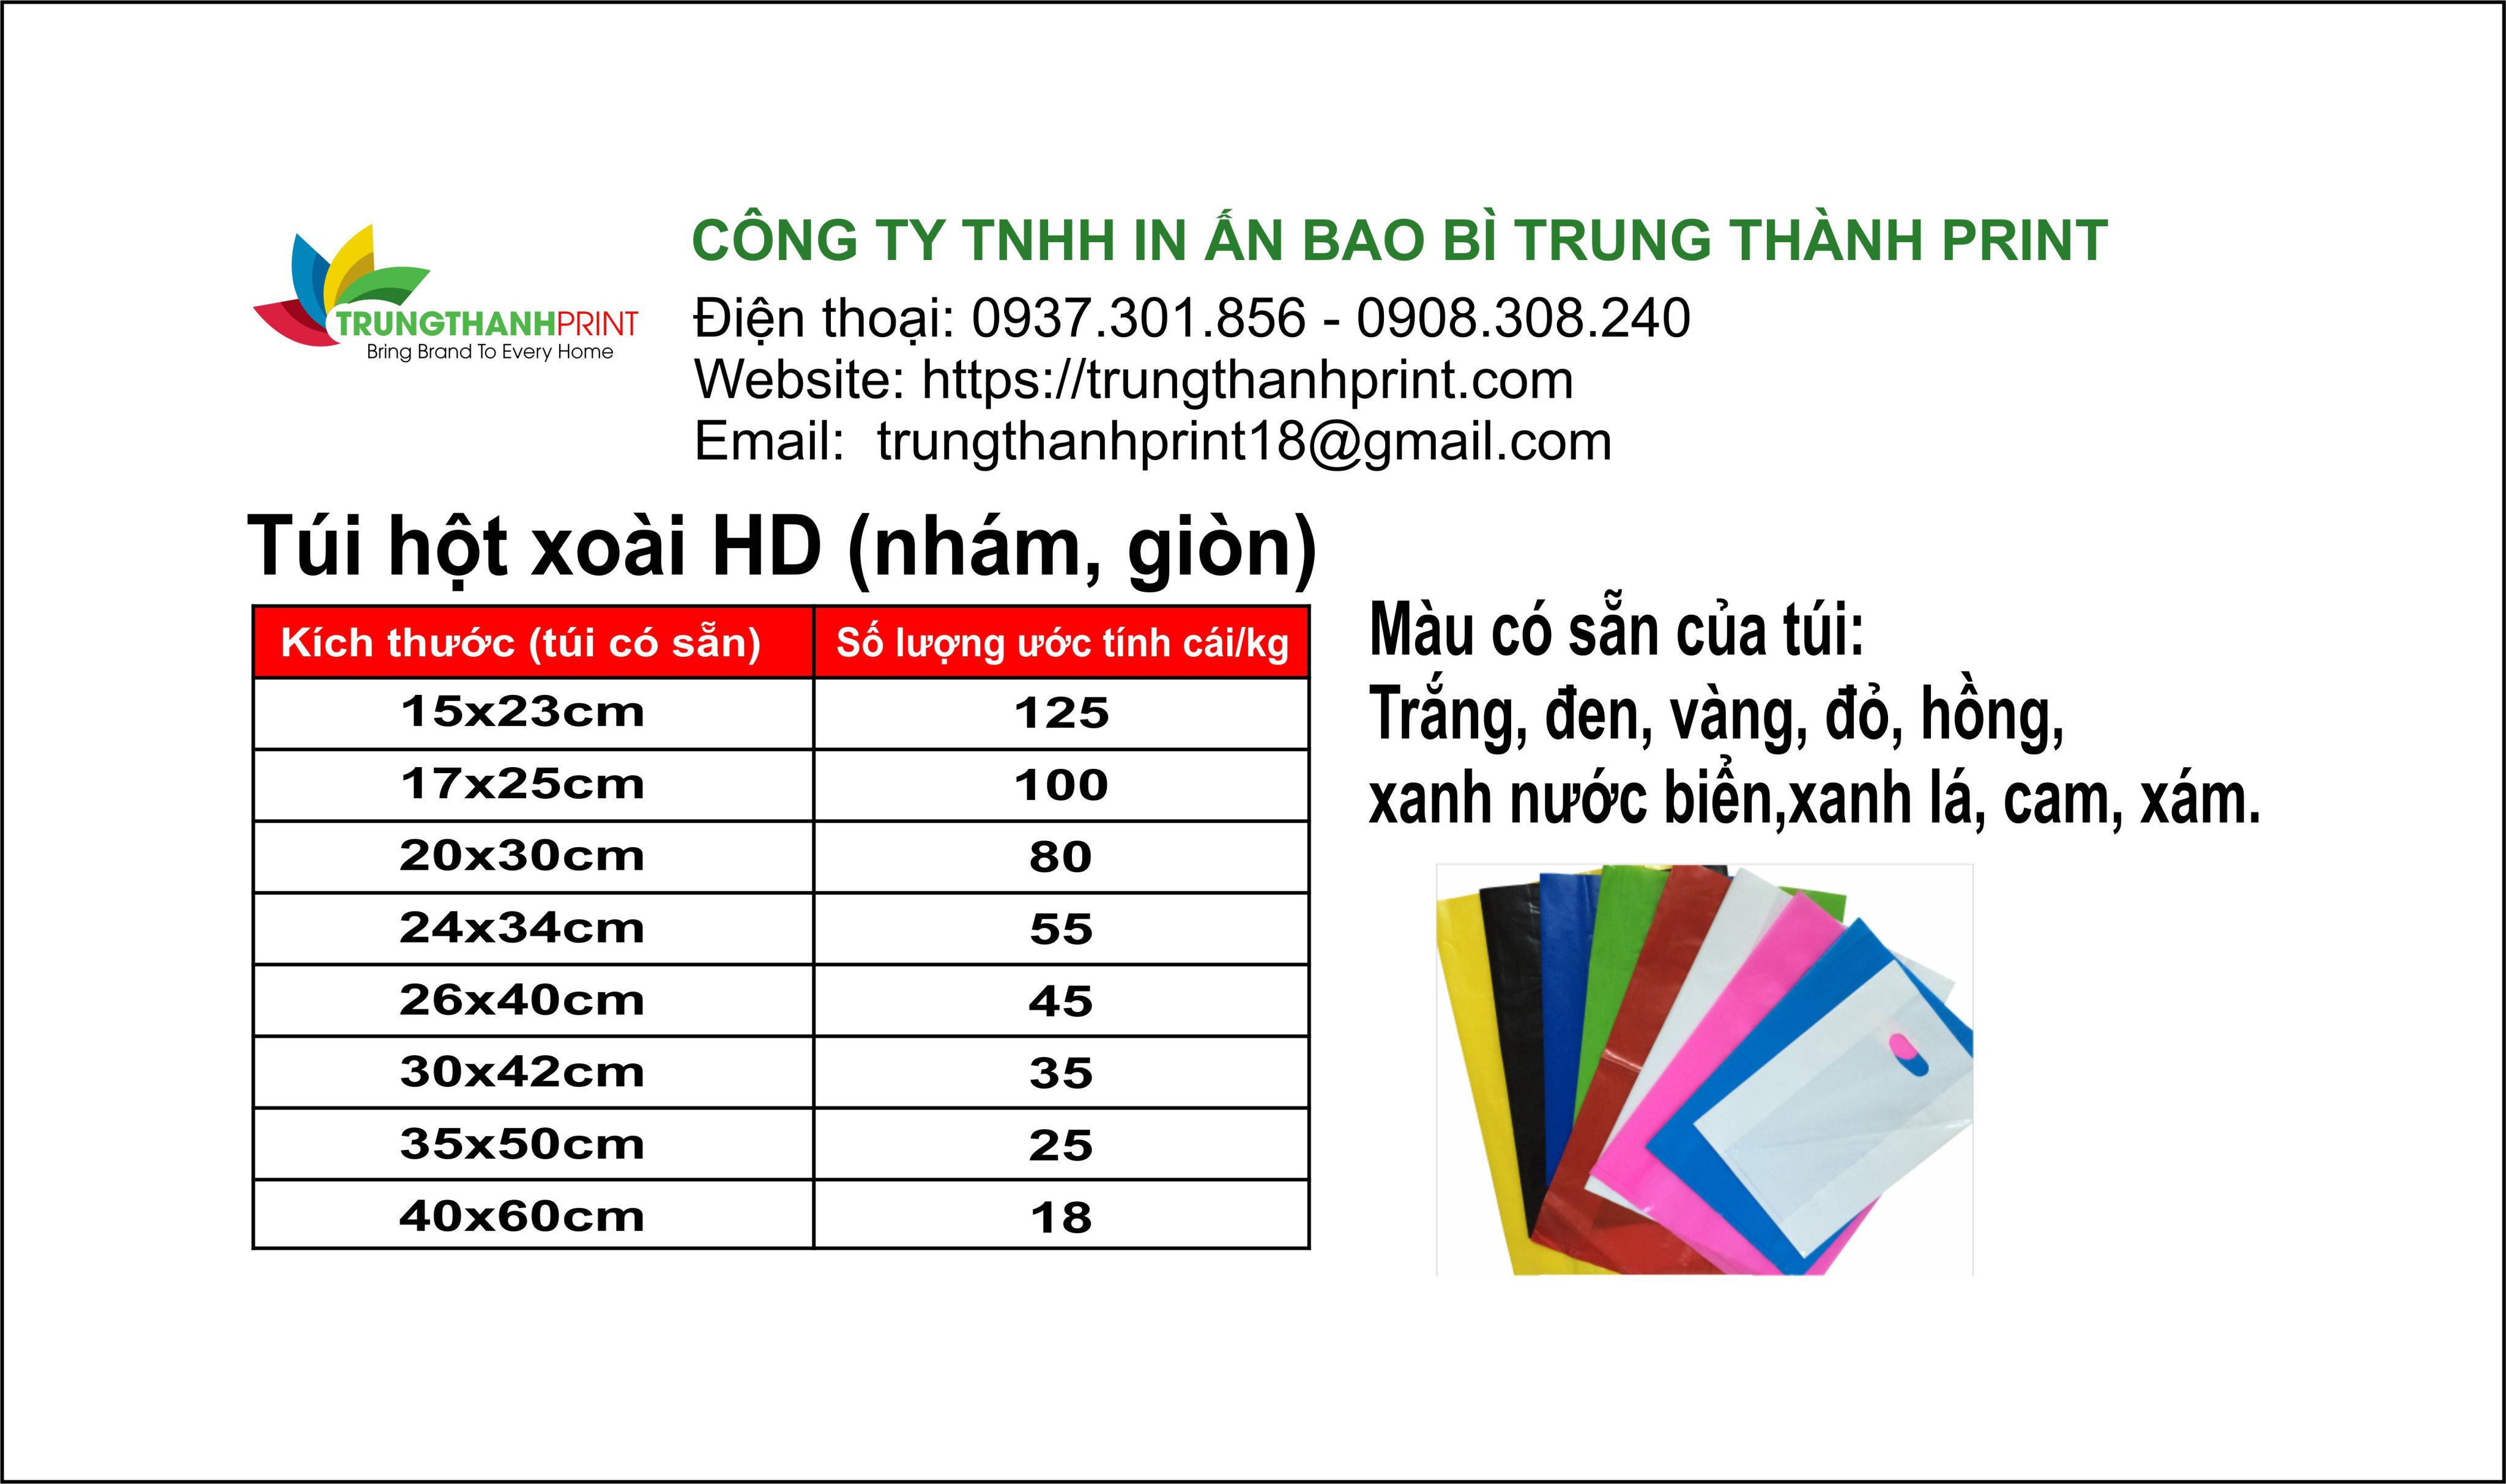 CÔNG TY TNHH IN ẤN BAO BÌ TRUNG THÀNH PRINT
TRUNGTHANHPRINT
Bring Brand To Every Home
Điện thoại: 0937.301.856 - 0908.308.240
Website: https://trungthanhprint.com
Email: trungthanhprint18@gmail.com
Túi hột xoài HD (nhám, giòn)
Kích thước (túi có sẵn) Số lượng ước tính cái/kg
15x23cm 125
17x25cm 100
20x30cm 80
24x34cm 55
26x40cm 45
30x42cm 35
35x50cm 25
40x60cm 18
Màu có sẵn của túi:
Trắng, đen, vàng, đỏ, hồng,
xanh nước biển,xanh lá, cam, xám.